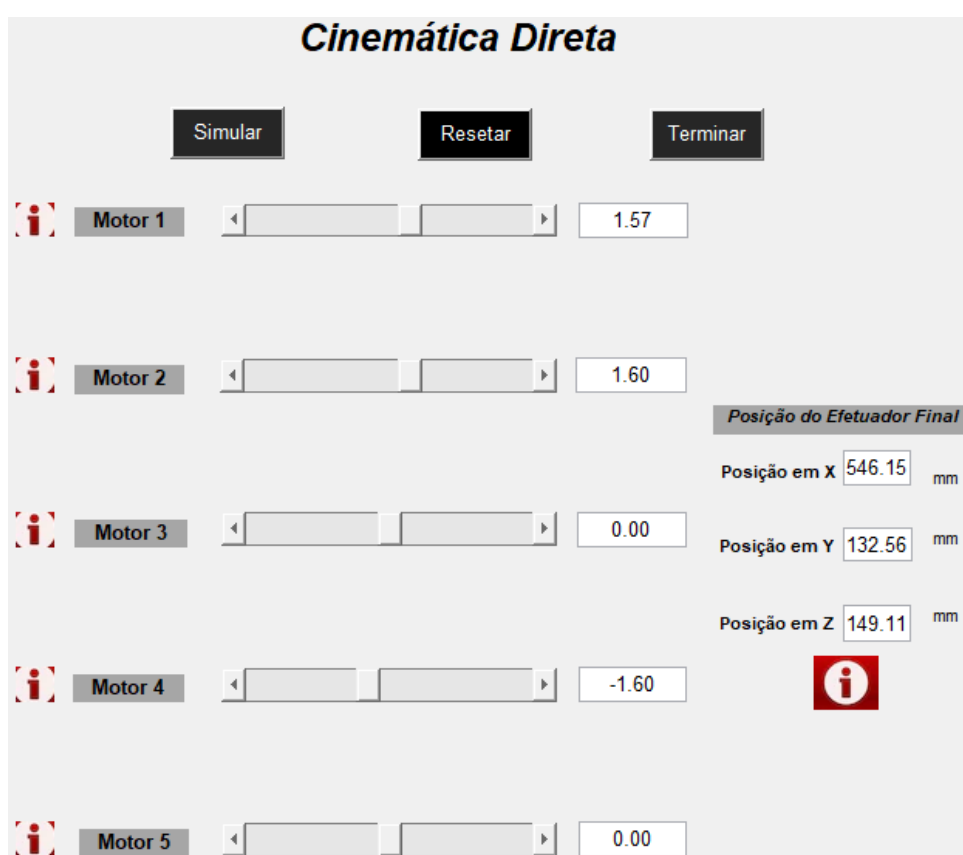 Cinemática Direta
Simular Resetar Terminar
Motor 1 1.57
Motor 2 1.60
Posição do Efetuador Final
Posição em X 546.15 mm
Motor 3 0.00
Posição em Y 132.56 mm
Posição em Z 149.11 mm
Motor 4 -1.60
Motor 5 0.00